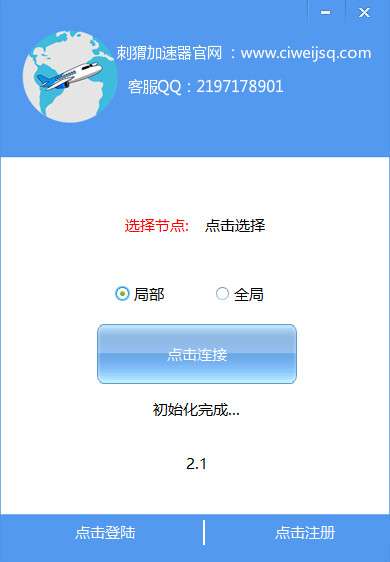 刺猬加速器官网 ：www.ciweijsq.com
客服QQ：2197178901
选择节点: 点击选择
局部 全局
点击连接
初始化完成...
2.1
点击登陆 点击注册